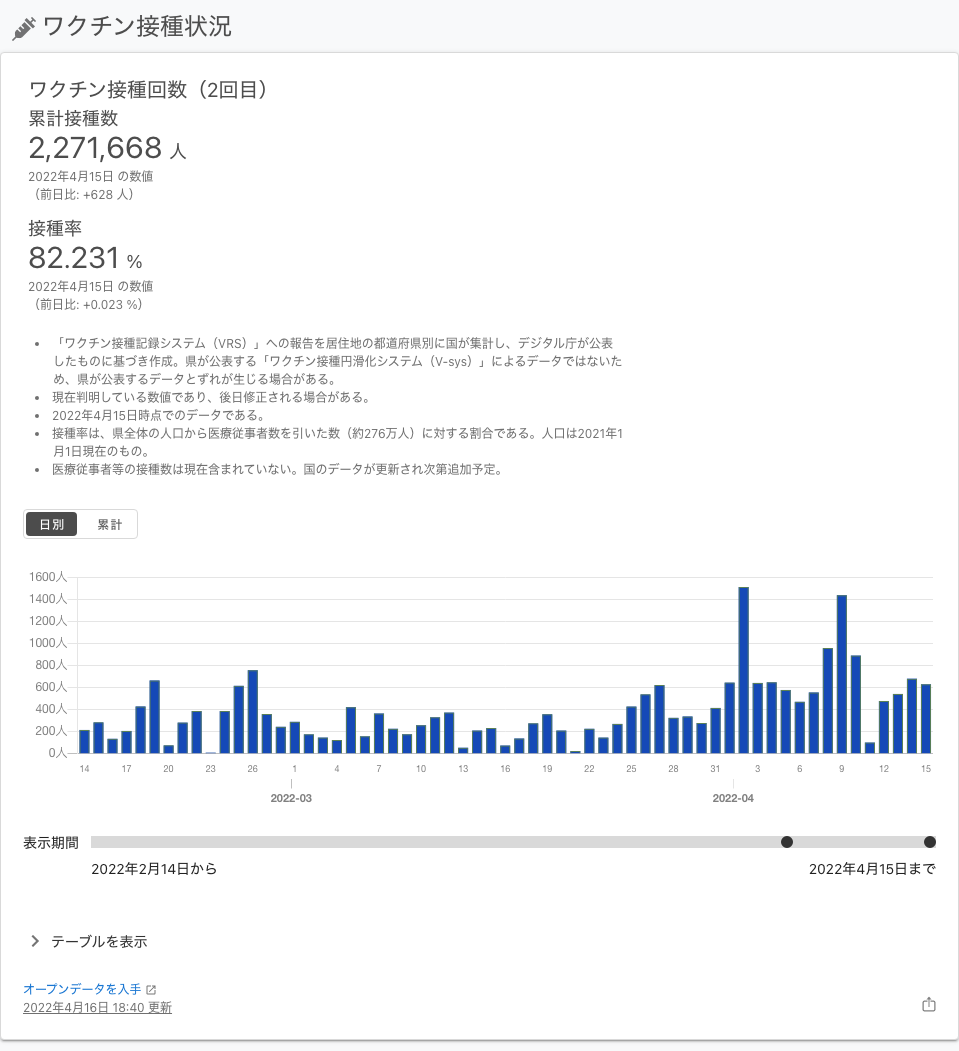 ワクチン接種状況
ワクチン接種回数（2回目）
累計接種数
2,271,668 人
2022年4月15日 の数値
（前日比: +628 人）
接種率
82.231 %
2022年4月15日 の数値
（前日比: +0.023 %）
• 「ワクチン接種記録システム（VRS）」への報告を居住地の都道府県別に国が集計し、デジタル庁が公表
したものに基づき作成。県が公表する「ワクチン接種円滑化システム（V-sys）」によるデータではないた
め、県が公表するデータとずれが生じる場合がある。
• 現在判明している数値であり、後日修正される場合がある。
• 2022年4月15日時点でのデータである。
• 接種率は、県全体の人口から医療従事者数を引いた数（約276万人）に対する割合である。人口は2021年1
月1日現在のもの。
• 医療従事者等の接種数は現在含まれていない。国のデータが更新され次第追加予定。
日別 累計
1600人
1400人
1200人
1000人
800人
600人
400人
200人
0人
14 17 20 23 26 1 4 7 10 13 16 19 22 25 28 31 3 6 9 12 15
2022-03 2022-04
表示期間
2022年2月14日から 2022年4月15日まで
テーブルを表示
オープンデータを入手
2022年4月16日 18:40 更新